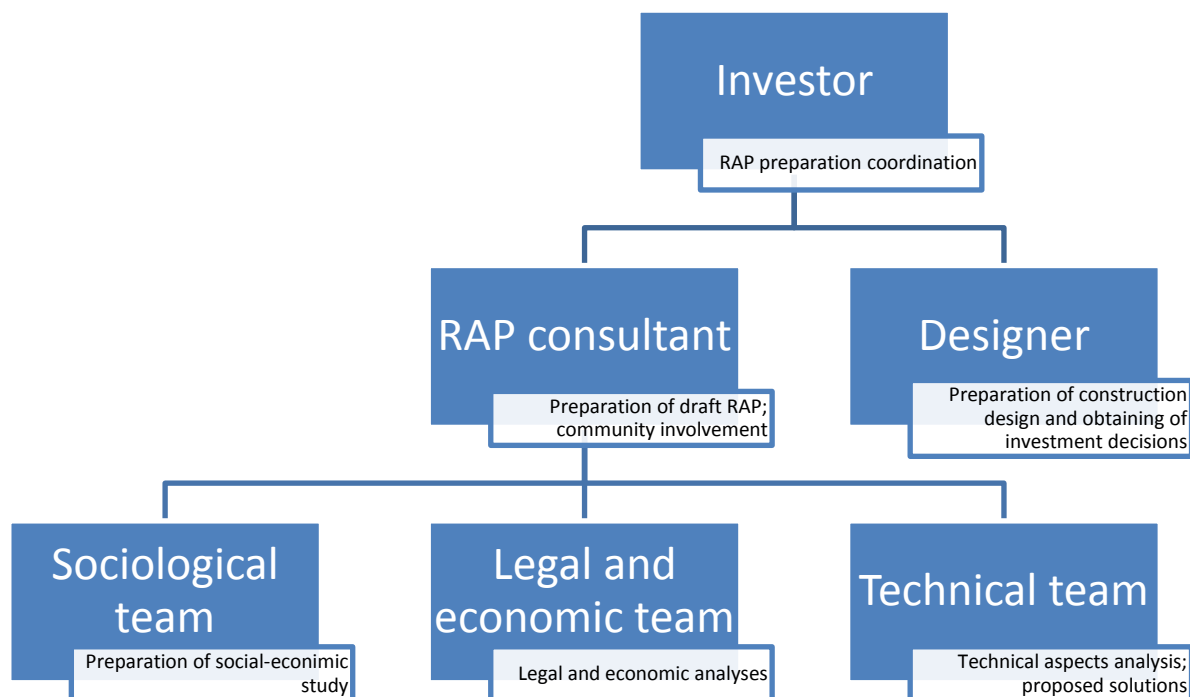 Investor
RAP preparation coordination
RAP consultant
Preparation of draft RAP;
community involvement
Designer
Preparation of construction
design and obtaining of
investment decisions
Sociological
team
Preparation of social-econimic
study
Legal and
economic team
Legal and economic analyses
Technical team
Technical aspects analysis;
proposed solutions